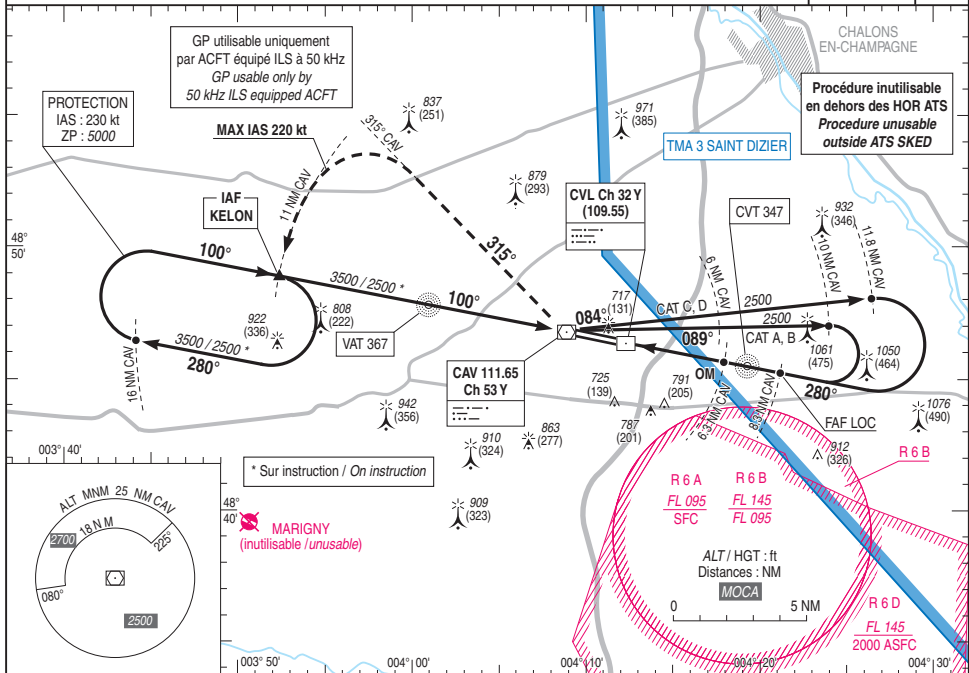 GP utilisable uniquement
par ACFT équipé ILS à 50 kHz
GP usable only by
50 kHz ILS equipped ACFT
CHALONS
EN-CHAMPAGNE
Procédure inutilisable
en dehors des HOR ATS
Procedure unusable
outside ATS SKED
PROTECTION
IAS : 230 kt
ZP : 5000
MAX IAS 220 kt
837
(251)
971
(385)
315° CAV
11 NM CAV
TMA 3 SAINT DIZIER
879
(293)
IAF
KELON
CVL Ch 32 Y
(109.55)
CVT 347
932
(346)
48°
50'
100°
315°
6 NM CAV
10 NM CAV
11,8 NM CAV
3500 / 2500 *
100°
808
(222)
922
(336)
VAT 367
717
(131)
084°
CAT C, D
2500
2500
089°
CAT A, B
1061
(475)
1050
(464)
3500 / 2500 *
280°
16 NM CAV
CAV 111.65
Ch 53 Y
OM
280°
725
(139)
791
(205)
787
(201)
6.3 NM CAV
8.3 NM CAV
FAF LOC
1076
(490)
942
(356)
910
(324)
863
(277)
912
(326)
R 6 B
003° 40'
* Sur instruction / On instruction
ALT MNM 25 NM CAV
18 N M
2700
225°
080°
2500
48°
40'
MARIGNY
(inutilisable /unusable)
909
(323)
R 6 A
FL 095
SFC
R 6 B
FL 145
FL 095
ALT / HGT : ft
Distances : NM
MOCA
0
5 NM
R 6 D
FL 145
2000 ASFC
003° 50'
004° 00'
004° 10'
004° 20'
004° 30'